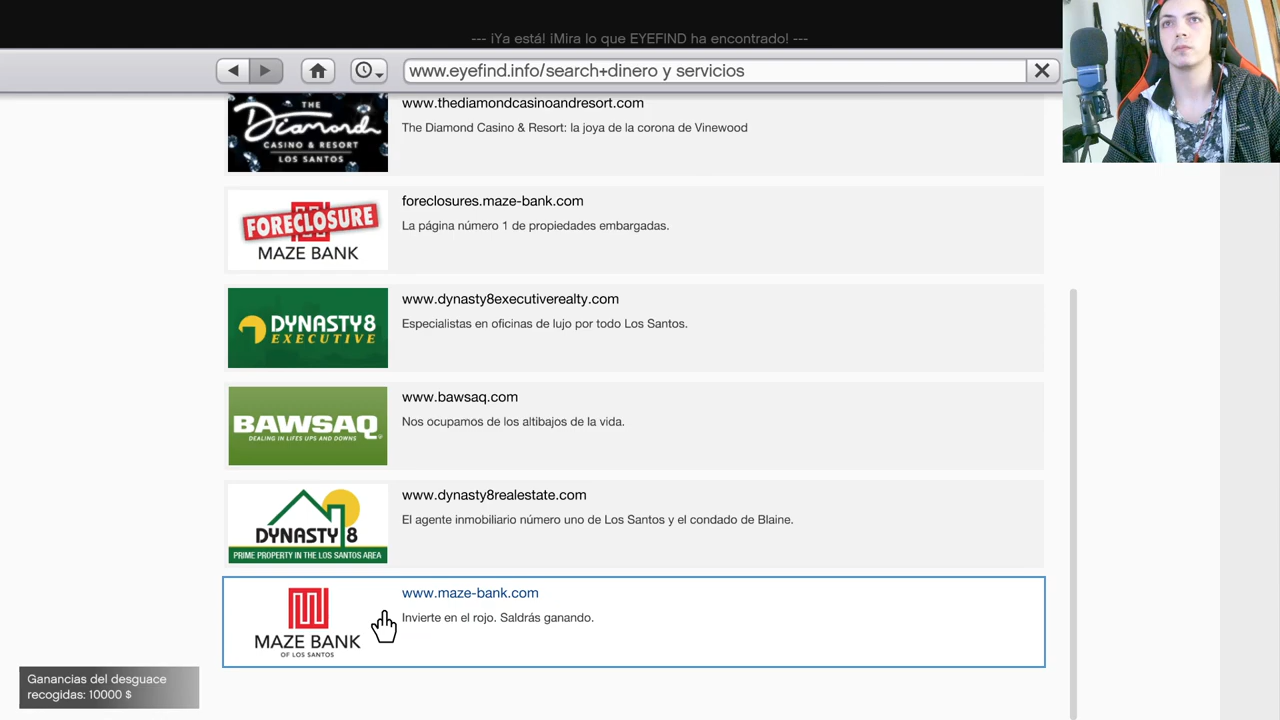 --- ¡Ya está! ¡Mira lo que EYEFIND ha encontrado! ---
www.eyefind.info/search+dinero y servicios
THE
Diamond
CASINO & RESORT
LOS SANTOS
www.thediamondcasinoandresort.com
The Diamond Casino & Resort: la joya de la corona de Vinewood
FORECLOSURE
MAZE BANK
foreclosures.maze-bank.com
La página número 1 de propiedades embargadas.
DYNASTY8
EXECUTIVE
www.dynasty8executiverealty.com
Especialistas en oficinas de lujo por todo Los Santos.
BAWSAQ
DEALING IN LIFES UPS AND DOWNS
www.bawsaq.com
Nos ocupamos de los altibajos de la vida.
DYNASTY 8
PRIME PROPERTY IN THE LOS SANTOS AREA
www.dynasty8realestate.com
El agente inmobiliario número uno de Los Santos y el condado de Blaine.
MAZE BANK
OF LOS SANTOS
www.maze-bank.com
Invierte en el rojo. Saldrás ganando.
Ganancias del desguace
recogidas: 10000 $